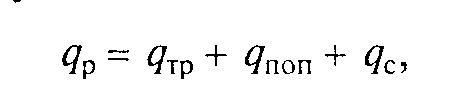 qр = qтр + qпоп + qс,